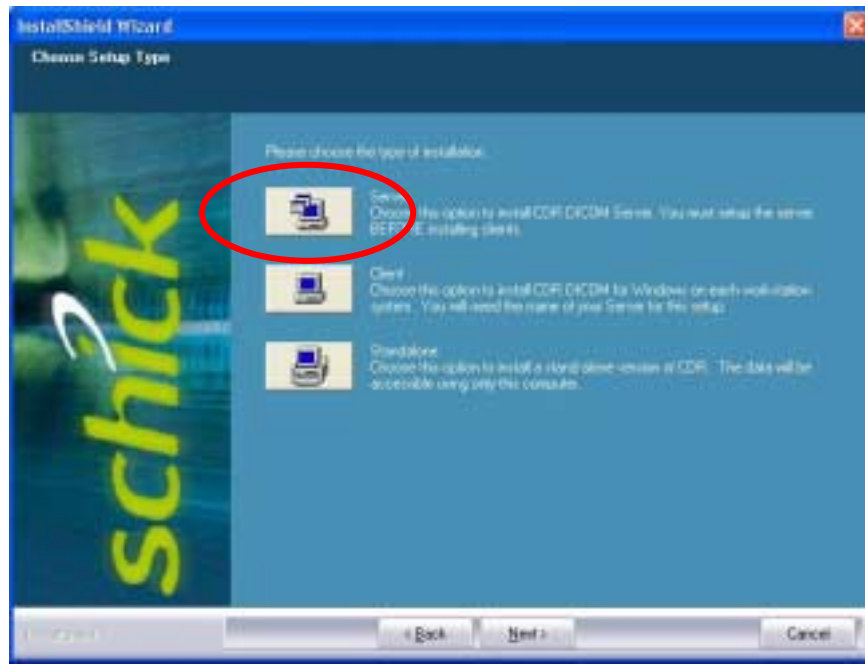 InstallShield Wizard
Choose Setup Type
Please choose the type of installation.
Server
Choose this option to install CDR DICOM Server. You must setup the server
BEFORE installing clients.
Client
Choose this option to install CDR DICOM for Windows on each workstation
system. You will need the name of your Server for this setup.
Standalone
Choose this option to install a stand alone version of CDR. The data will be
accessible using only this computer.
schick
< Back
Next >
Cancel